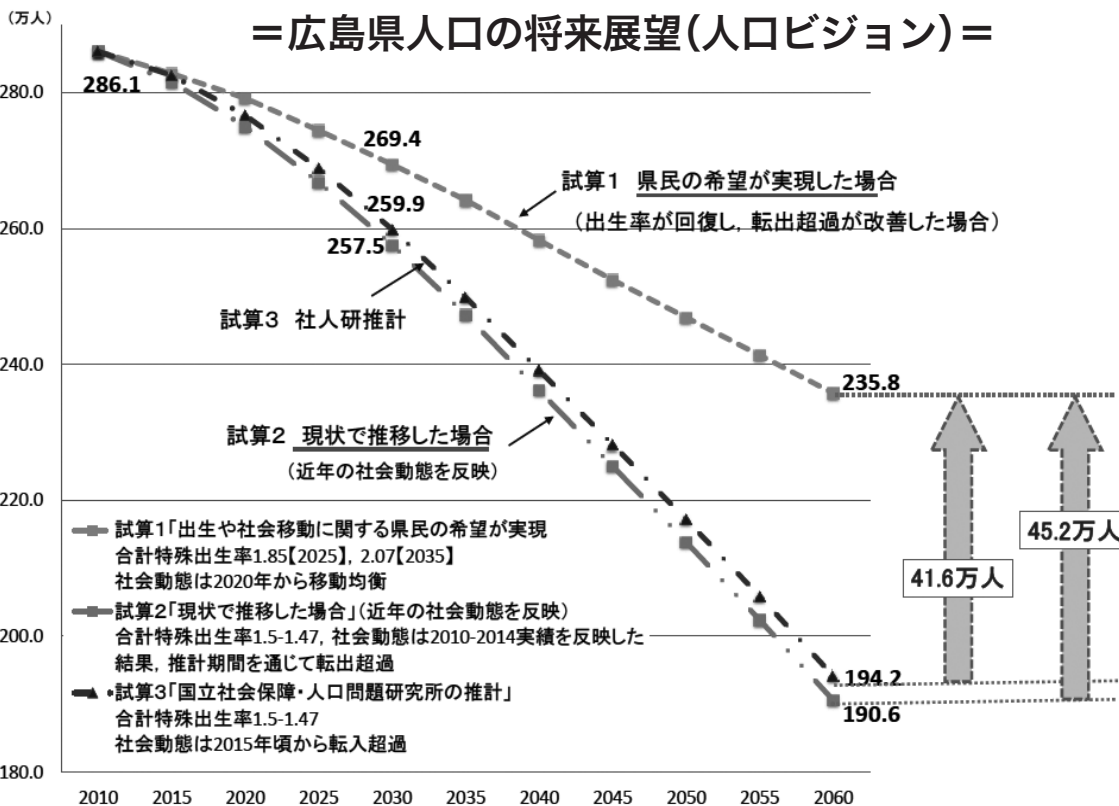 （万人）
＝広島県人口の将来展望（人口ビジョン）＝
286.1
280.0
269.4
試算１ 県民の希望が実現した場合
（出生率が回復し，転出超過が改善した場合）
259.9
260.0
257.5
試算３ 社人研推計
240.0
235.8
試算２ 現状で推移した場合
（近年の社会動態を反映）
220.0
45.2万人
41.6万人
試算１「出生や社会移動に関する県民の希望が実現
合計特殊出生率1.85【2025】，2.07【2035】
社会動態は2020年から移動均衡
試算２「現状で推移した場合」（近年の社会動態を反映）
合計特殊出生率1.5-1.47，社会動態は2010-2014実績を反映した
結果，推計期間を通じて転出超過
200.0
試算３「国立社会保障・人口問題研究所の推計」
合計特殊出生率1.5-1.47
社会動態は2015年頃から転入超過
194.2
190.6
180.0
2010 2015 2020 2025 2030 2035 2040 2045 2050 2055 2060